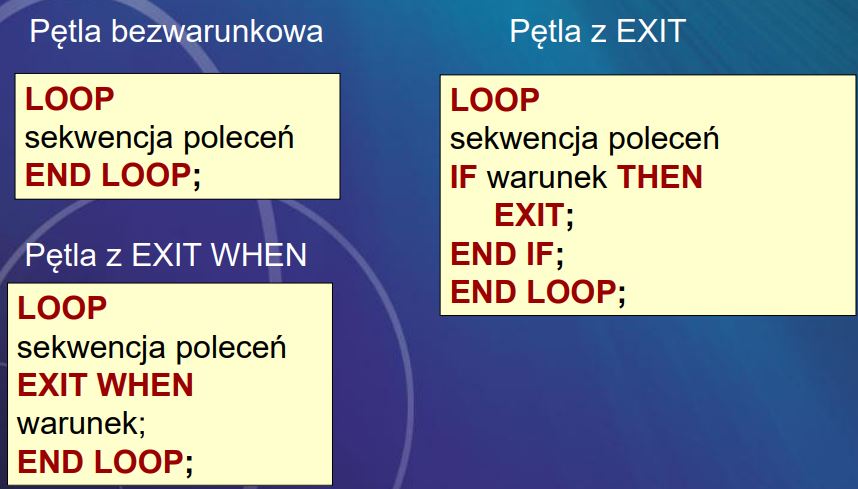 Pętla bezwarunkowa
LOOP
sekwencja poleceń
END LOOP;
Pętla z EXIT WHEN
LOOP
sekwencja poleceń
EXIT WHEN
warunek;
END LOOP;
Pętla z EXIT
LOOP
sekwencja poleceń
IF warunek THEN
EXIT;
END IF;
END LOOP;